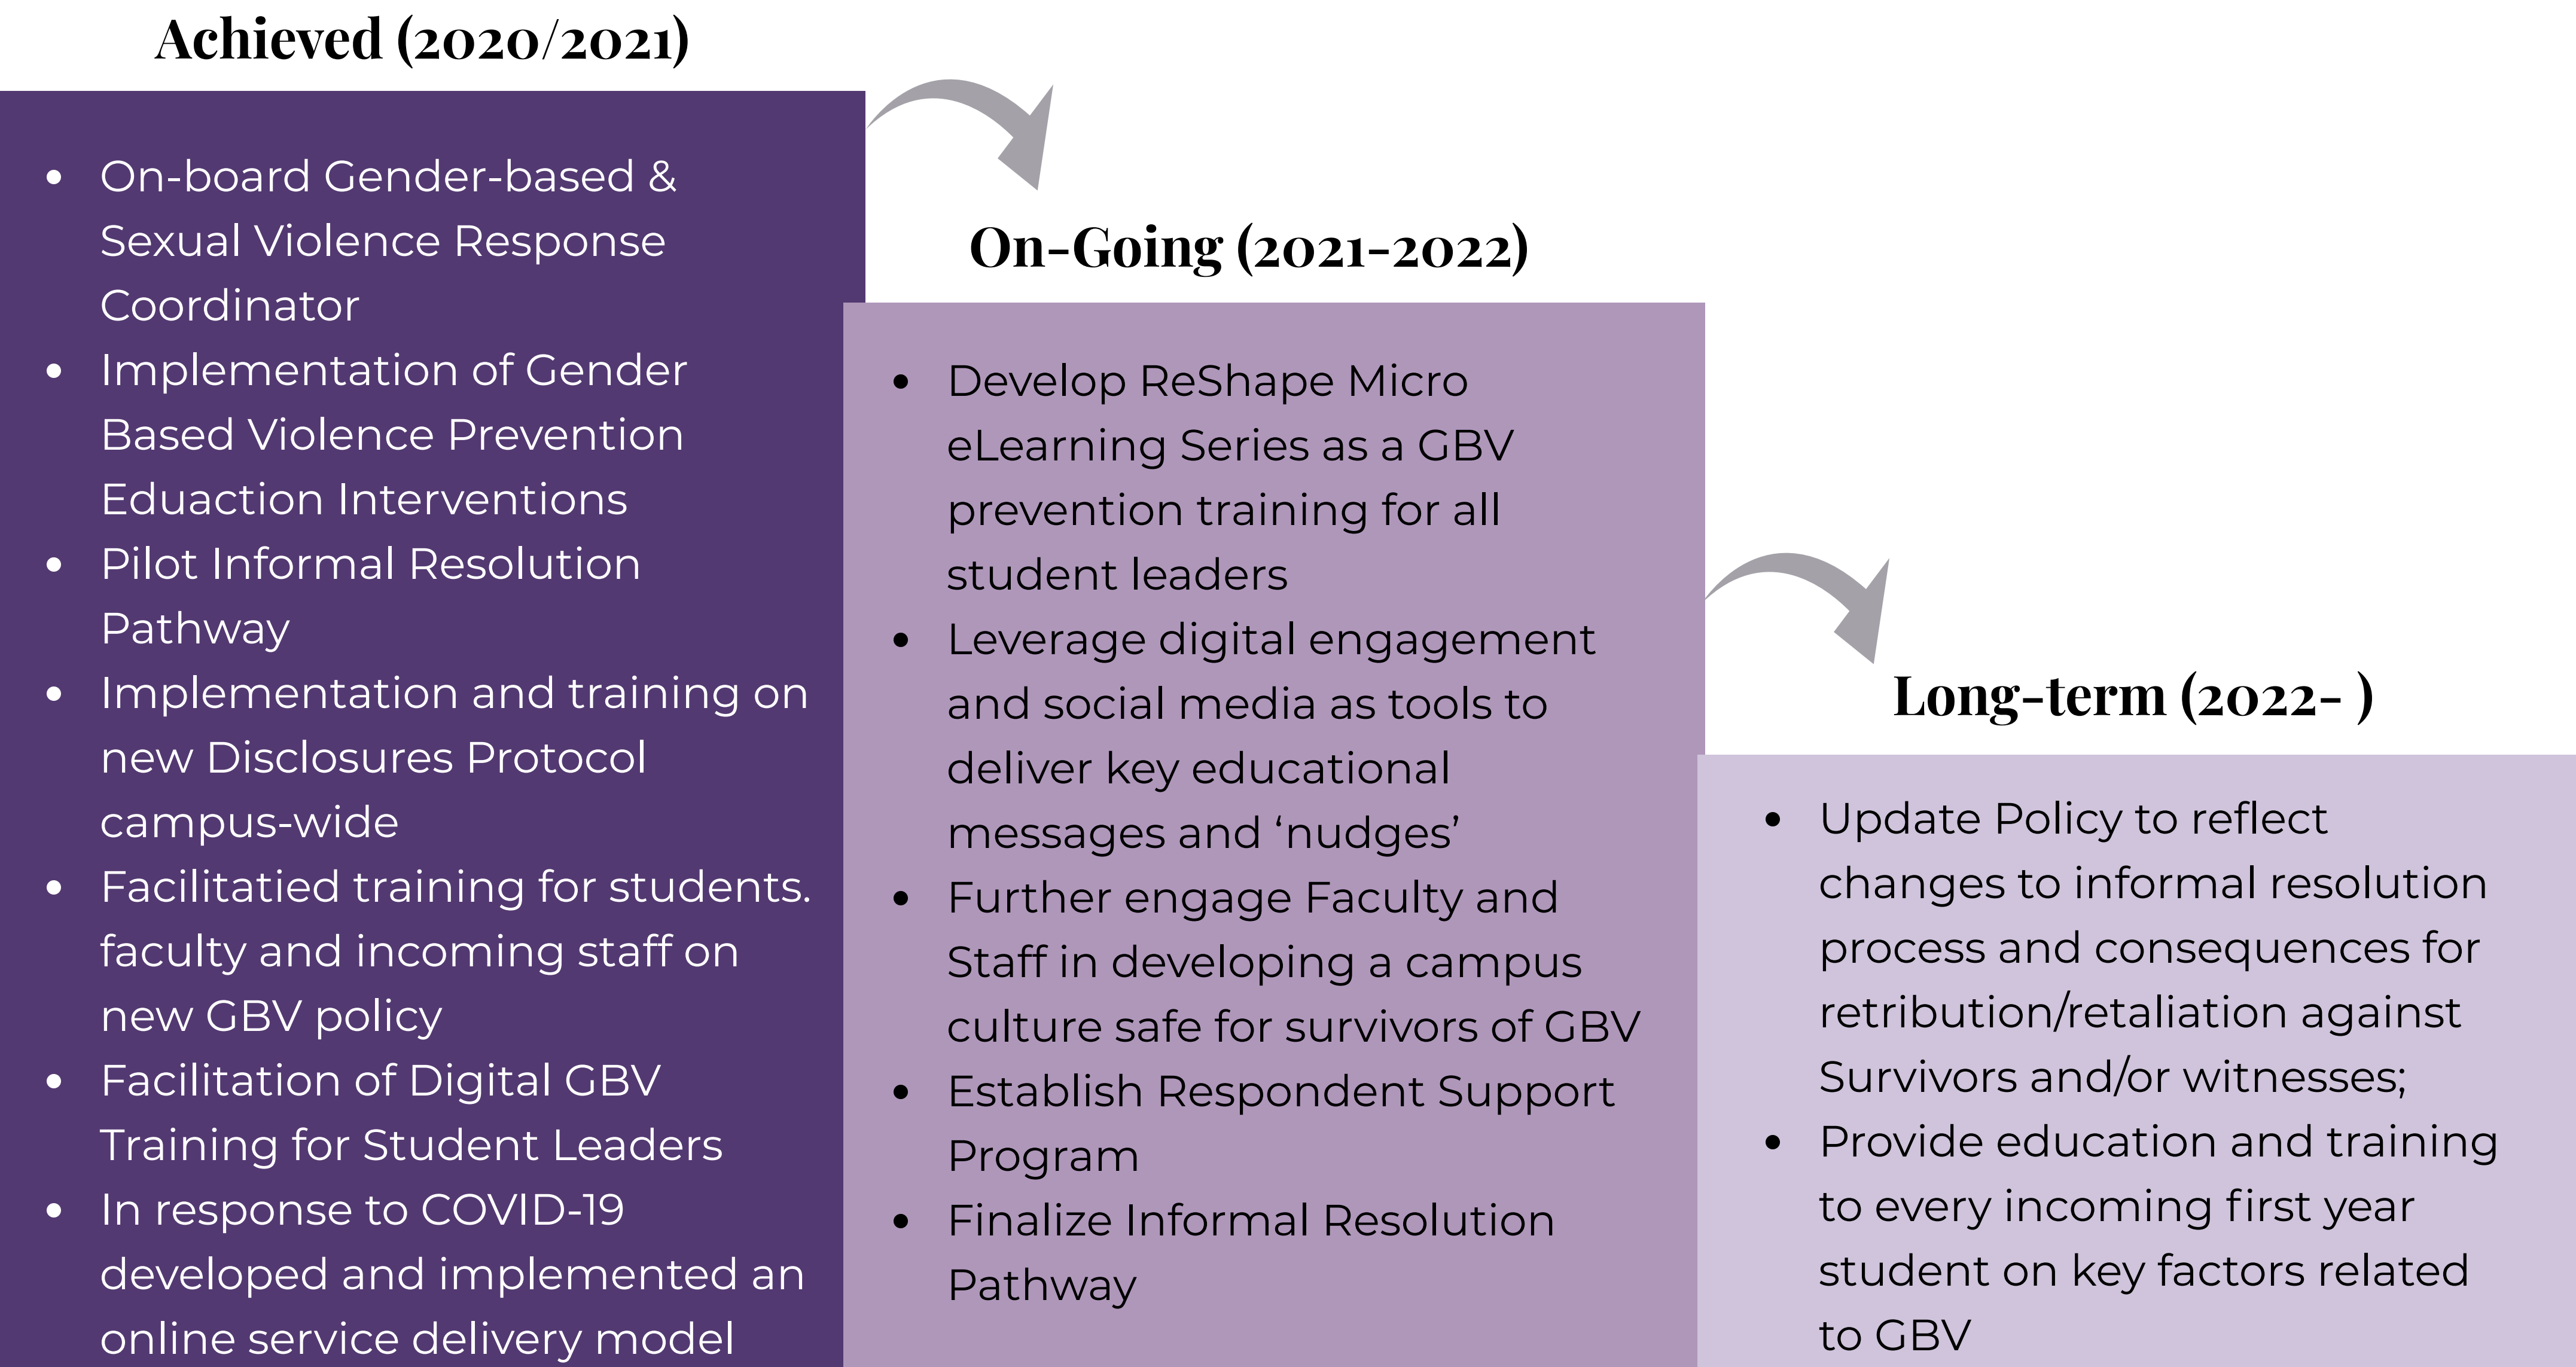 Achieved (2020/2021)
• On-board Gender-based &
Sexual Violence Response
Coordinator
• Implementation of Gender
Based Violence Prevention
Eduaction Interventions
• Pilot Informal Resolution
Pathway
• Implementation and training on
new Disclosures Protocol
campus-wide
• Facilitatied training for students.
faculty and incoming staff on
new GBV policy
• Facilitation of Digital GBV
Training for Student Leaders
• In response to COVID-19
developed and implemented an
online service delivery model
On-Going (2021-2022)
• Develop ReShape Micro
eLearning Series as a GBV
prevention training for all
student leaders
• Leverage digital engagement
and social media as tools to
deliver key educational
messages and ‘nudges’
• Further engage Faculty and
Staff in developing a campus
culture safe for survivors of GBV
• Establish Respondent Support
Program
• Finalize Informal Resolution
Pathway
Long-term (2022- )
• Update Policy to reflect
changes to informal resolution
process and consequences for
retribution/retaliation against
Survivors and/or witnesses;
• Provide education and training
to every incoming first year
student on key factors related
to GBV